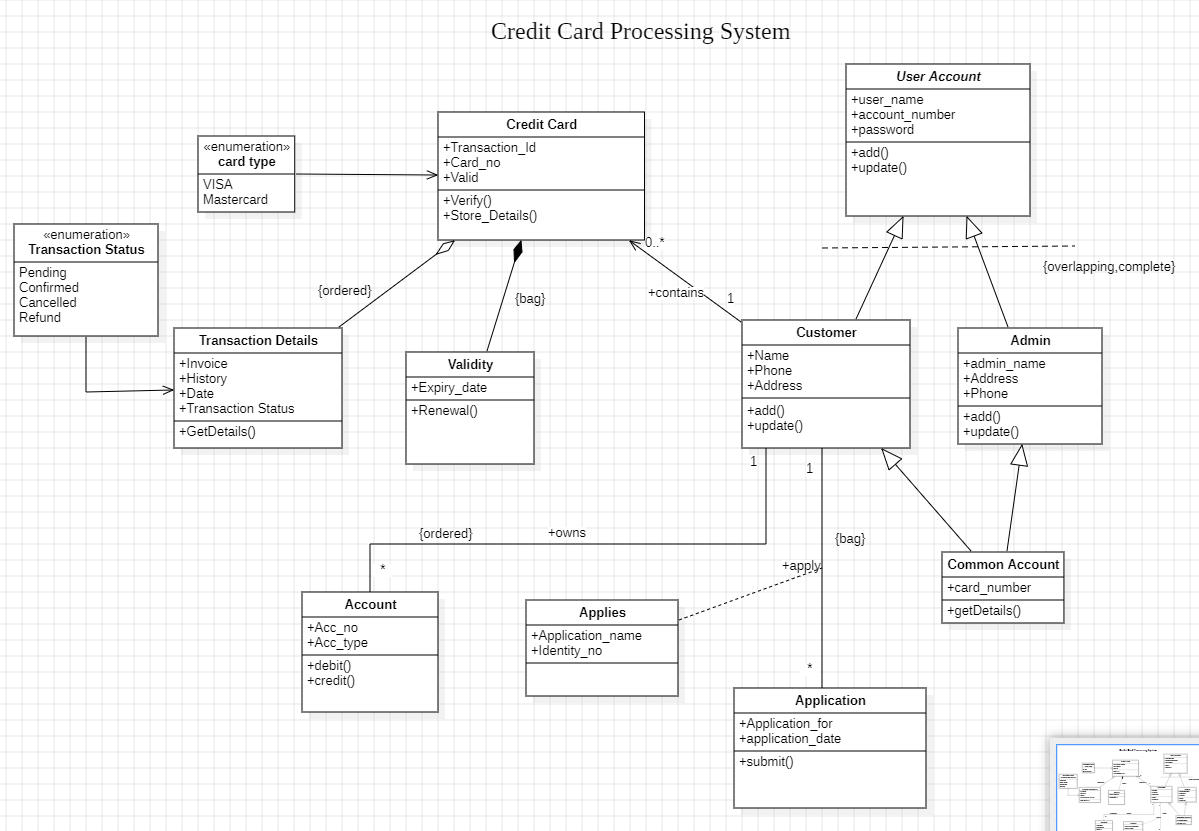 Credit Card Processing System
User Account
+user_name
+account_number
+password
+add()
+update()
Credit Card
+Transaction_Id
+Card_no
+Valid
+Verify()
+Store_Details()
«enumeration»
card type
VISA
Mastercard
«enumeration»
Transaction Status
Pending
Confirmed
Cancelled
Refund
0..*
{overlapping,complete}
{ordered}
{bag}
+contains
1
Transaction Details
+Invoice
+History
+Date
+Transaction Status
+GetDetails()
Validity
+Expiry_date
+Renewal()
Customer
+Name
+Phone
+Address
+add()
+update()
Admin
+admin_name
+Address
+Phone
+add()
+update()
1
1
{ordered}
+owns
{bag}
*
+apply
Common Account
+card_number
+getDetails()
Account
+Acc_no
+Acc_type
+debit()
+credit()
Applies
+Application_name
+Identity_no
*
Application
+Application_for
+application_date
+submit()